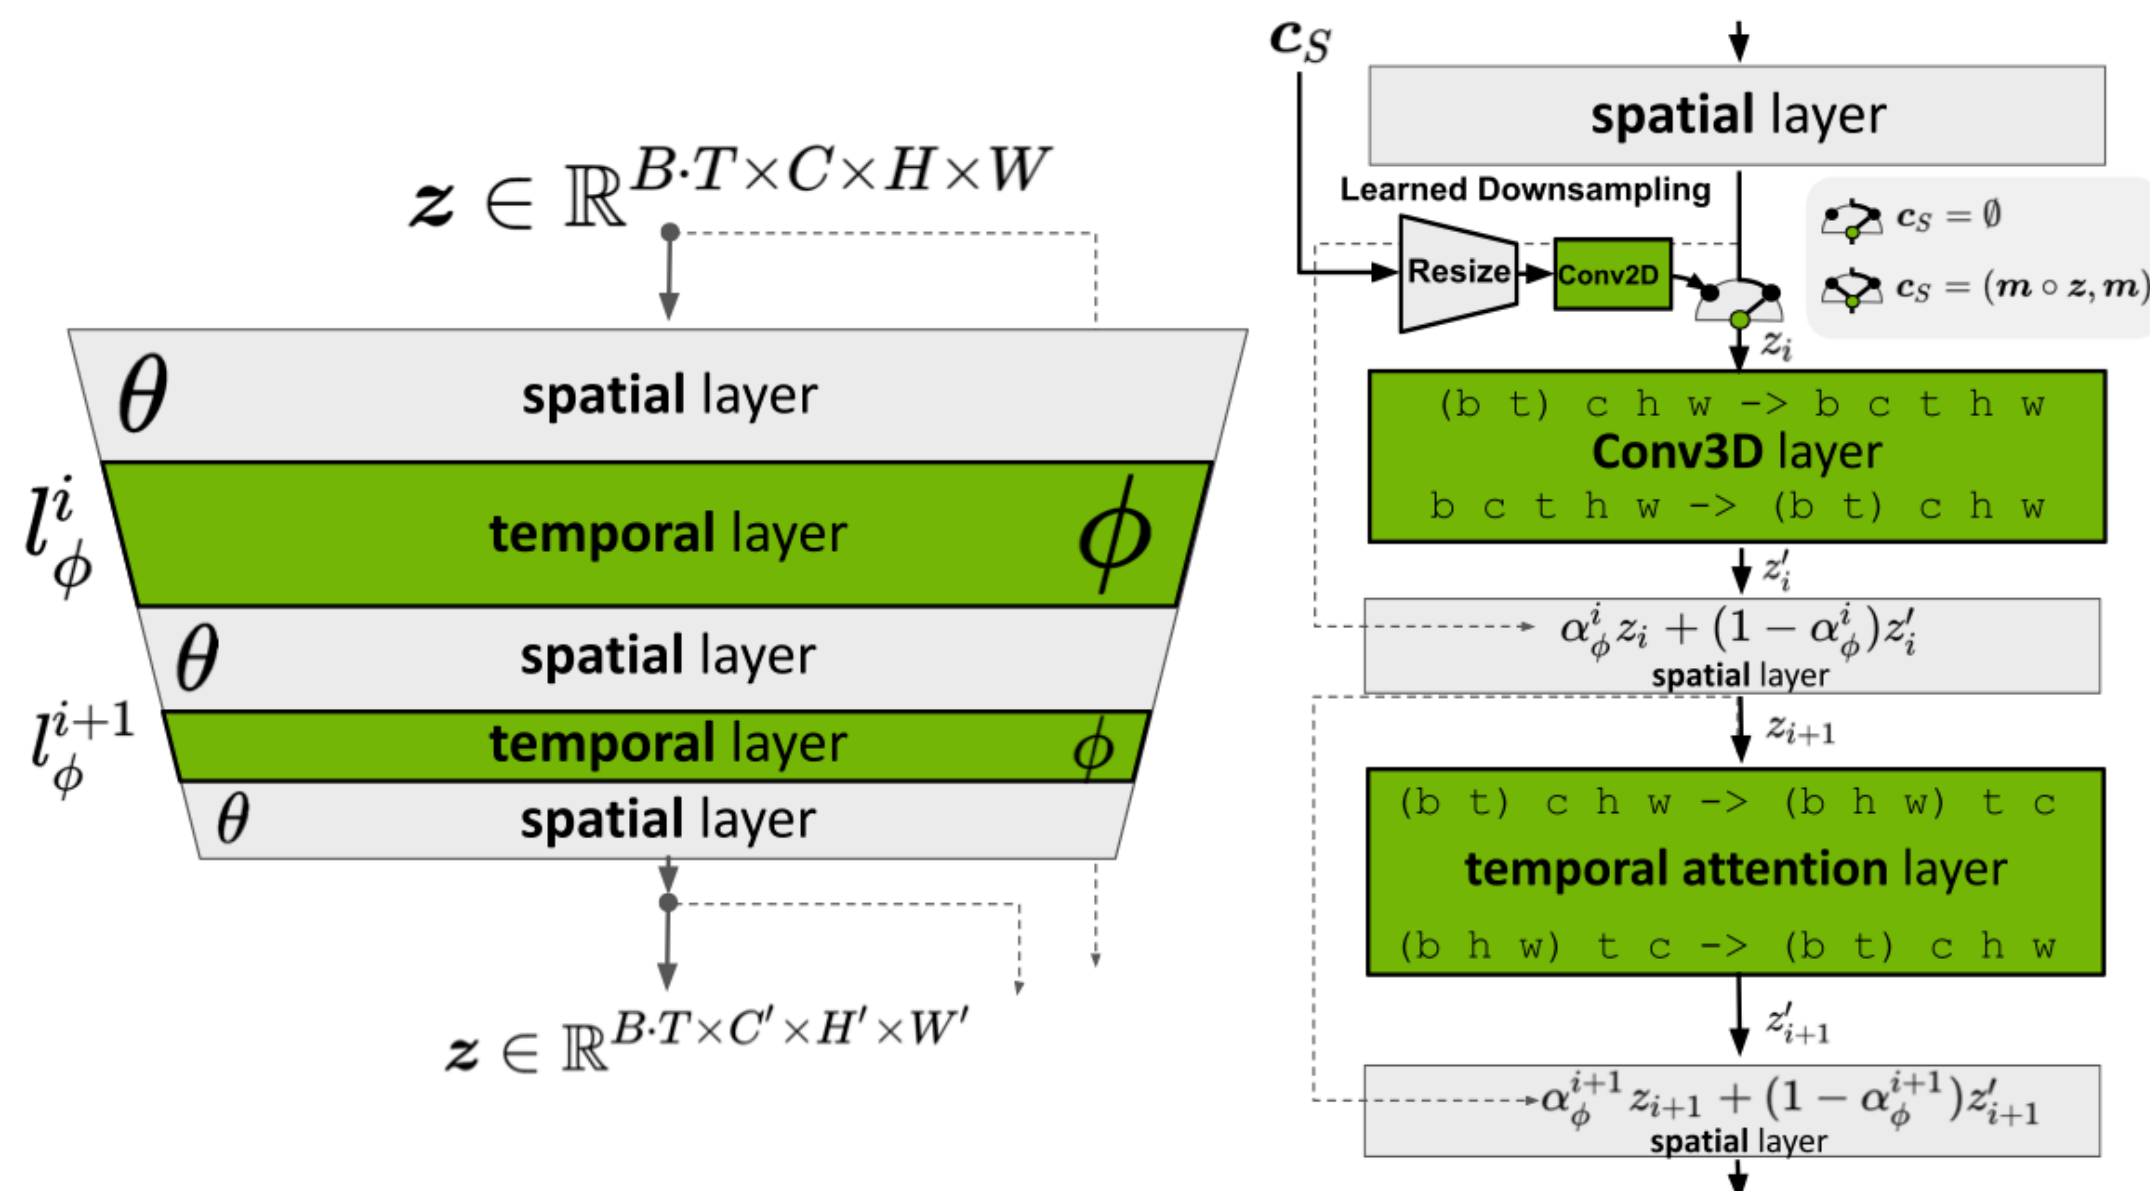 z ∈ ℝ^{B·T×C×H×W}
θ spatial layer
l_ϕ^i temporal layer ϕ
θ spatial layer
l_ϕ^{i+1} temporal layer ϕ
θ spatial layer
z ∈ ℝ^{B·T×C′×H′×W′}
c_S
spatial layer
Learned Downsampling
Resize
Conv2D
c_S = ∅
c_S = (m ∘ z, m)
z_i
(b t) c h w -> b c t h w
Conv3D layer
b c t h w -> (b t) c h w
z′_i
α_ϕ^i z_i + (1 − α_ϕ^i)z′_i
spatial layer
z_{i+1}
(b t) c h w -> (b h w) t c
temporal attention layer
(b h w) t c -> (b t) c h w
z′_{i+1}
α_ϕ^{i+1} z_{i+1} + (1 − α_ϕ^{i+1})z′_{i+1}
spatial layer